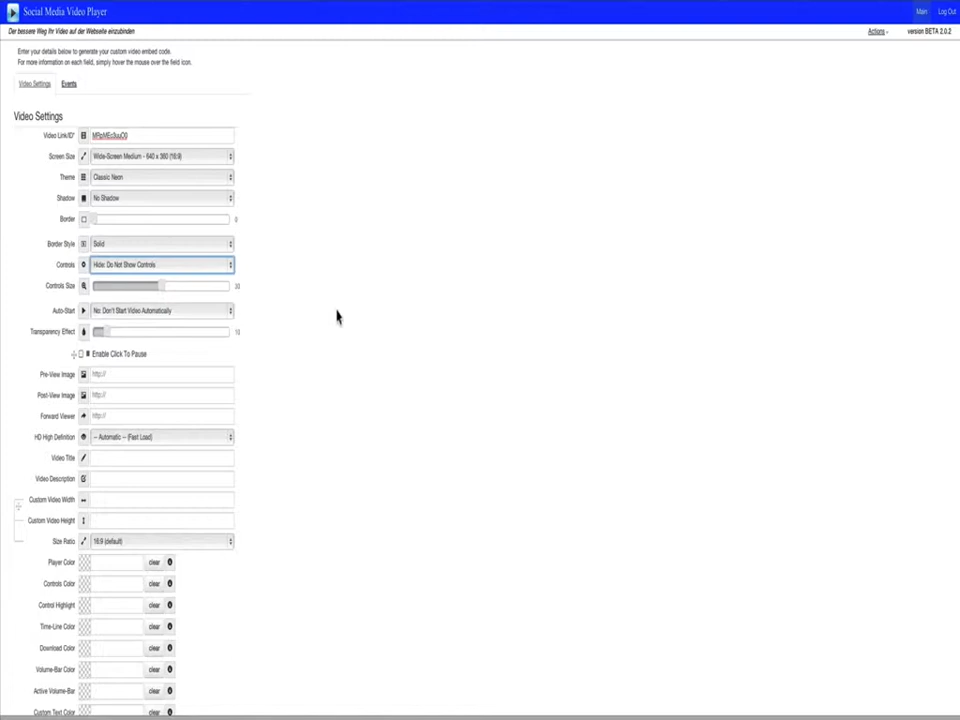 Social Media Video Player
Main
Log Out
Der bessere Weg Ihr Video auf der Webseite einzubinden
Actions
version BETA 2.0.2
Enter your details below to generate your custom video embed code.
For more information on each field, simply hover the mouse over the field icon.
Video Settings
Events
Video Settings
Video Link/ID*
Screen Size
Wide-Screen Medium - 640 x 360 (16:9)
Theme
Classic Neon
Shadow
No Shadow
Border
0
Border Style
Solid
Controls
Hide: Do Not Show Controls
Controls Size
Auto-Start
No: Don't Start Video Automatically
Transparency Effect
10
Enable Click To Pause
Pre-View Image
http://
Post-View Image
http://
Forward Viewer
http://
HD High Definition
-- Automatic -- (Fast Load)
Video Title
Video Description
Custom Video Width
Custom Video Height
Size Ratio
16:9 (default)
Player Color
clear
Controls Color
clear
Control Highlight
clear
Time-Line Color
clear
Download Color
clear
Volume-Bar Color
clear
Active Volume-Bar
clear
Custom Text Color
clear